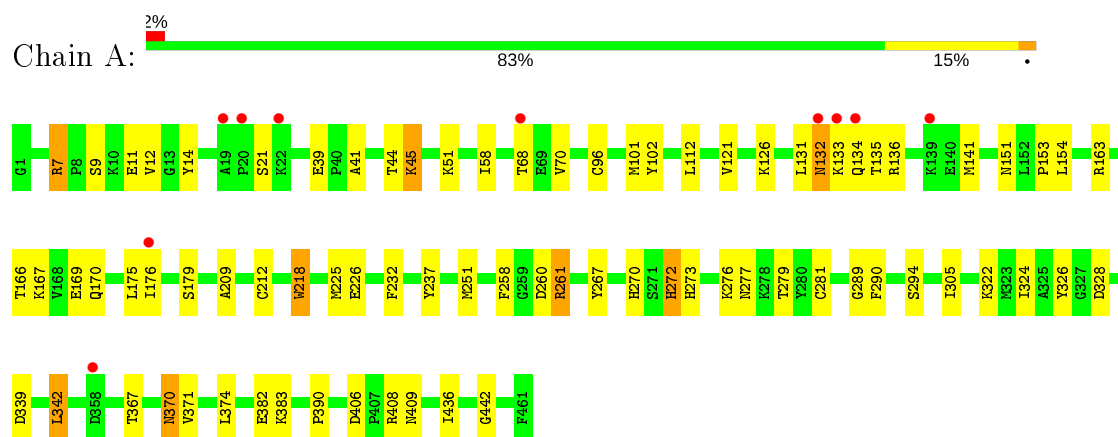 2%
Chain A:
83% 15% •
G1 R7 P8 S9 K10 E11 V12 G13 Y14 A19 P20 S21 K22 E39 P40 A41 T44 K45 K51 I58 T68 E69 V70 C96 M101 Y102 L112 V121 K126 L131 N132 K133 Q134 T135 R136 K139 E140 M141 N151 L152 P153 L154 R163
T166 K167 V168 E169 Q170 L175 I176 S179 A209 C212 W218 M225 E226 F232 Y237 M251 F258 G259 D260 R261 Y267 H270 S271 H272 H273 K276 N277 K278 T279 Y280 C281 G289 F290 S294 I305 K322 M323 I324 A325 Y326 G327 D328
D339 L342 D358 T367 N370 V371 L374 E382 K383 P390 D406 P407 R408 N409 I436 G442 F461